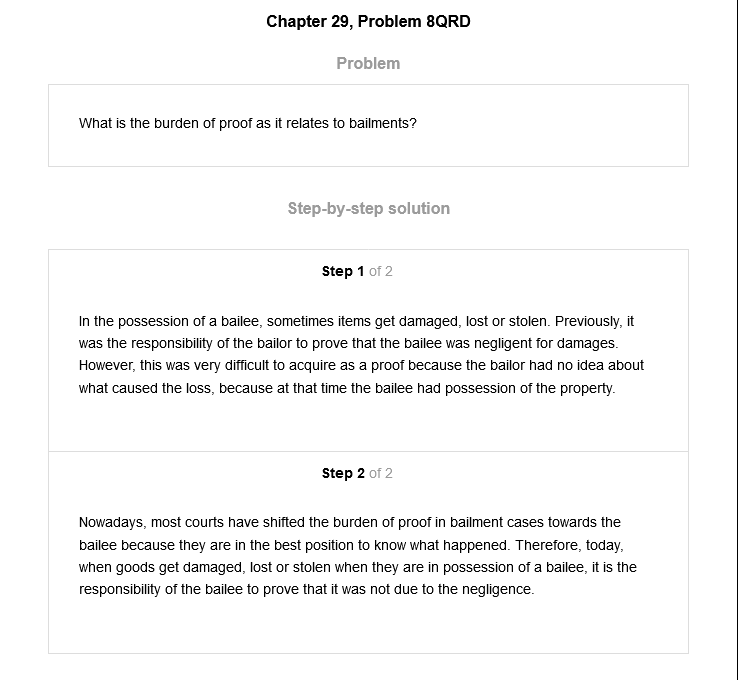 Chapter 29, Problem 8QRD
Problem
What is the burden of proof as it relates to bailments?
Step-by-step solution
Step 1 of 2
In the possession of a bailee, sometimes items get damaged, lost or stolen. Previously, it
was the responsibility of the bailor to prove that the bailee was negligent for damages.
However, this was very difficult to acquire as a proof because the bailor had no idea about
what caused the loss, because at that time the bailee had possession of the property.
Step 2 of 2
Nowadays, most courts have shifted the burden of proof in bailment cases towards the
bailee because they are in the best position to know what happened. Therefore, today,
when goods get damaged, lost or stolen when they are in possession of a bailee, it is the
responsibility of the bailee to prove that it was not due to the negligence.